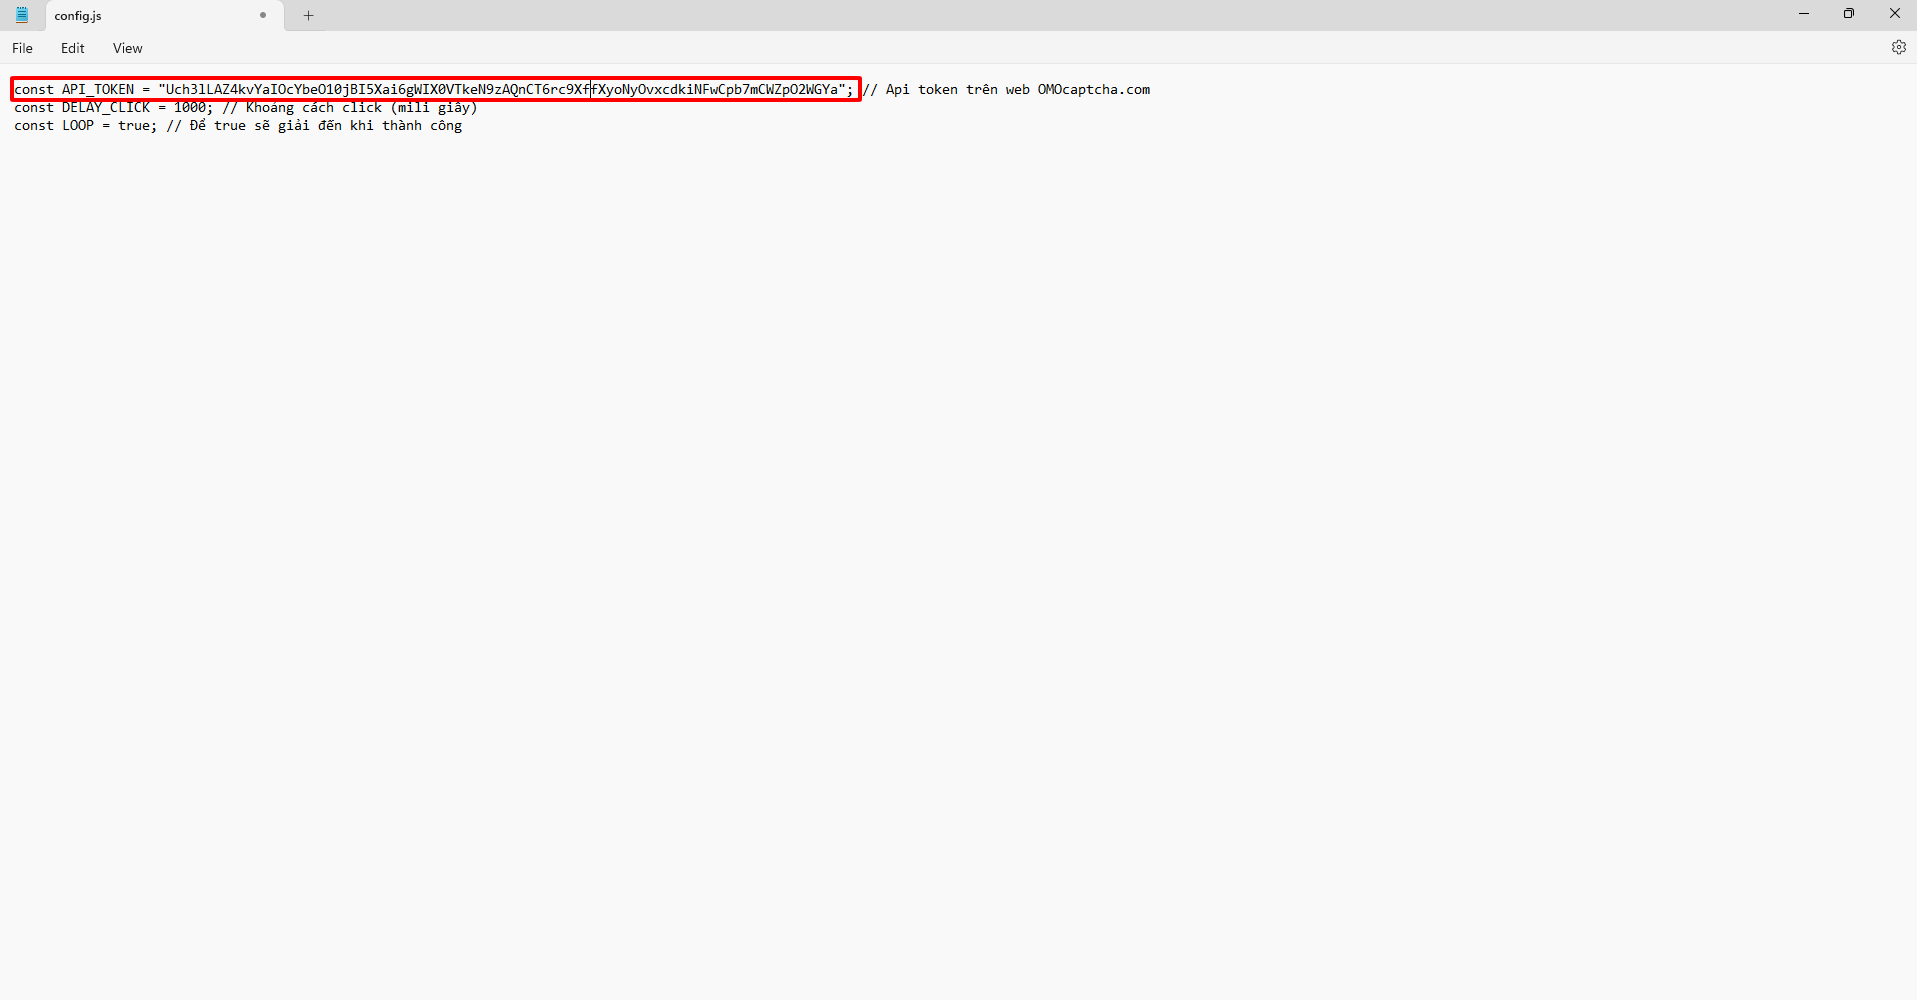 config.js
File Edit View
const API_TOKEN = "Uch31LAZ4kvYaIOcYbeO10jBI5Xai6gWIX0VTkeN9zAQnCT6rc9XffXyoNyOvxcdkiNFwCpb7mCWZpO2WGYa"; // Api token trên web OMOcaptcha.com
const DELAY_CLICK = 1000; // Khoảng cách click (mili giây)
const LOOP = true; // Để true sẽ giải đến khi thành công